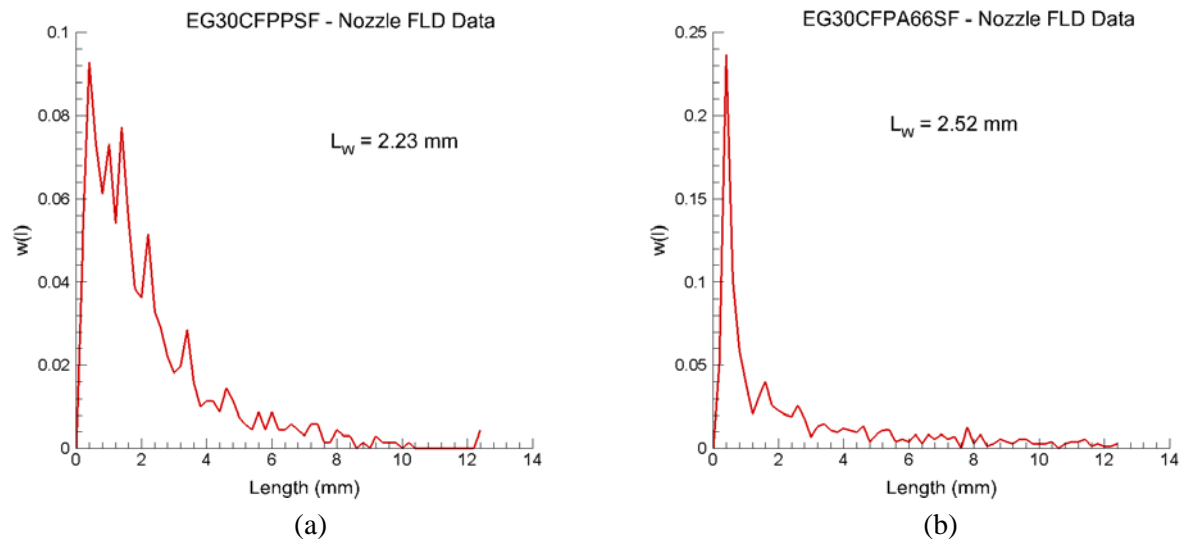 EG30CFPPSF - Nozzle FLD Data
0.1
0.08
0.06
0.04
0.02
0
w(l)
L_w = 2.23 mm
0 2 4 6 8 10 12 14
Length (mm)
(a)
EG30CFPA66SF - Nozzle FLD Data
0.25
0.2
0.15
0.1
0.05
0
w(l)
L_w = 2.52 mm
0 2 4 6 8 10 12 14
Length (mm)
(b)